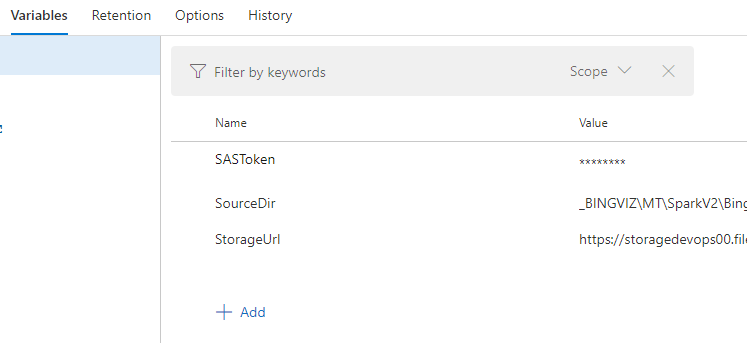 Variables Retention Options History
Filter by keywords Scope
Name Value
SASToken ********
SourceDir _BINGVIZ\MT\SparkV2\Bing
StorageUrl https://storagedevops00.file
Add